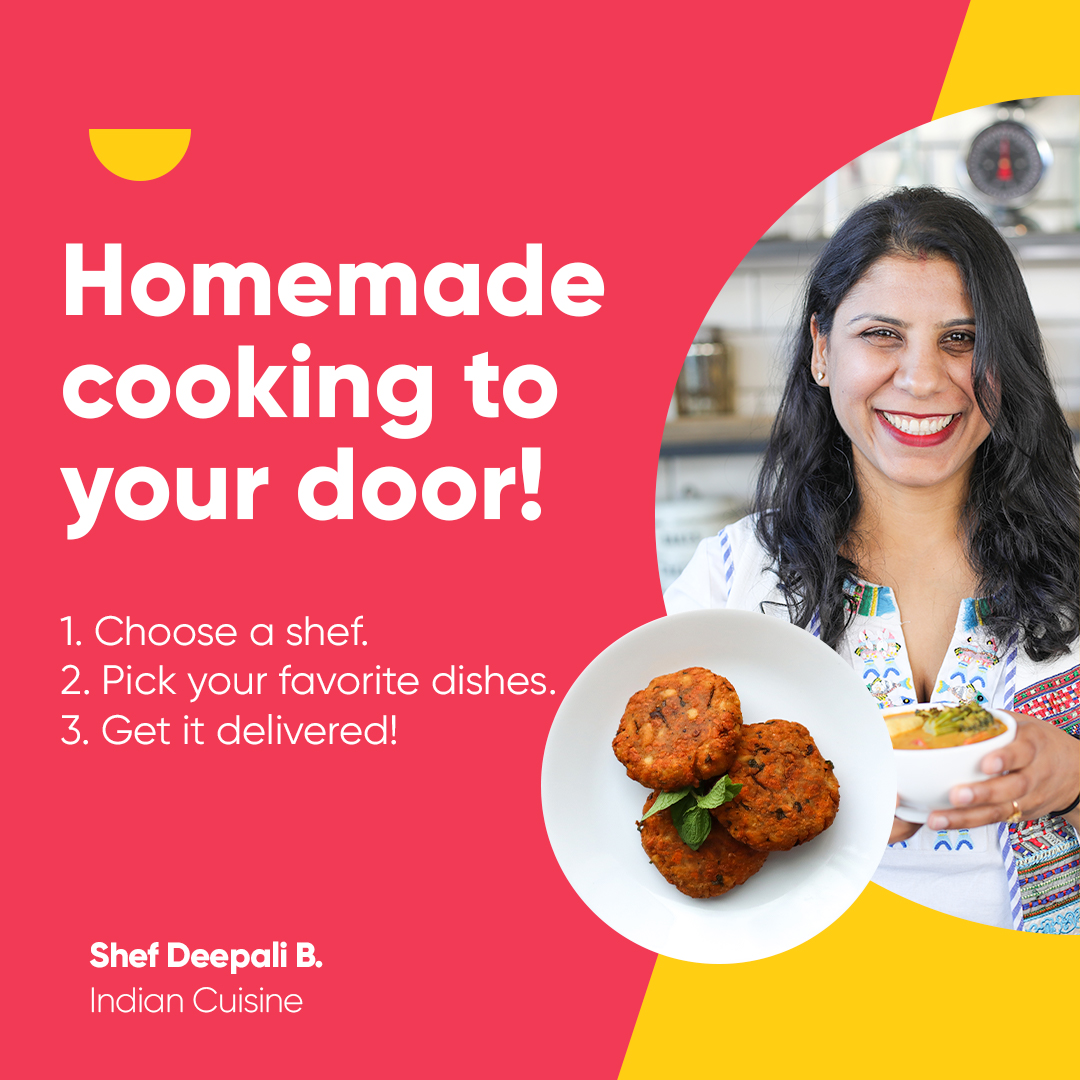 Homemade
cooking to
your door!
1. Choose a shef.
2. Pick your favorite dishes.
3. Get it delivered!
Shef Deepali B.
Indian Cuisine